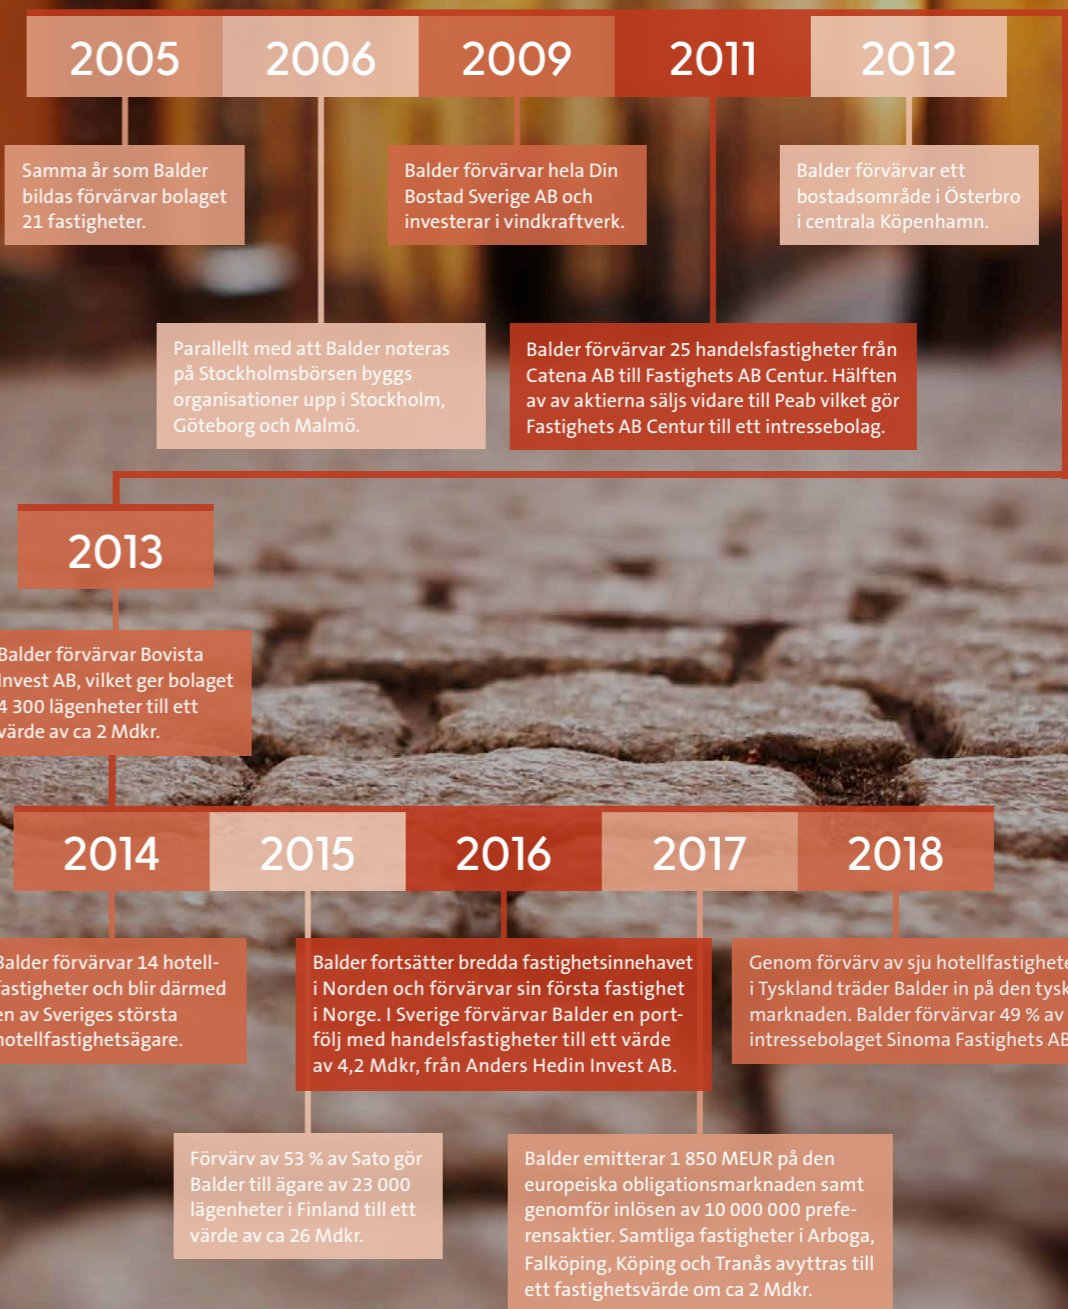 2005
2006
2009
2011
2012
Samma år som Balder
bildas förvärvar bolaget
21 fastigheter.
Balder förvärvar hela Din
Bostad Sverige AB och
investerar i vindkraftverk.
Balder förvärvar ett
bostadsområde i Österbro
i centrala Köpenhamn.
Parallellt med att Balder noteras
på Stockholmsbörsen byggs
organisationer upp i Stockholm,
Göteborg och Malmö.
Balder förvärvar 25 handelsfastigheter från
Catena AB till Fastighets AB Centur. Hälften
av av aktierna säljs vidare till Peab vilket gör
Fastighets AB Centur till ett intressebolag.
2013
Balder förvärvar Bovista
Invest AB, vilket ger bolaget
4 300 lägenheter till ett
värde av ca 2 Mdkr.
2014
2015
2016
2017
2018
Balder förvärvar 14 hotell-
fastigheter och blir därmed
en av Sveriges största
hotellfastighetsägare.
Balder fortsätter bredda fastighetsinnehavet
i Norden och förvärvar sin första fastighet
i Norge. I Sverige förvärvar Balder en port-
följ med handelsfastigheter till ett värde
av 4,2 Mdkr, från Anders Hedin Invest AB.
Genom förvärv av sju hotellfastighete
i Tyskland träder Balder in på den tysk
marknaden. Balder förvärvar 49 % av
intressebolaget Sinoma Fastighets AB
Förvärv av 53 % av Sato gör
Balder till ägare av 23 000
lägenheter i Finland till ett
värde av ca 26 Mdkr.
Balder emitterar 1 850 MEUR på den
europeiska obligationsmarknaden samt
genomför inlösen av 10 000 000 prefe-
rensaktier. Samtliga fastigheter i Arboga,
Falköping, Köping och Tranås avyttras till
ett fastighetsvärde om ca 2 Mdkr.